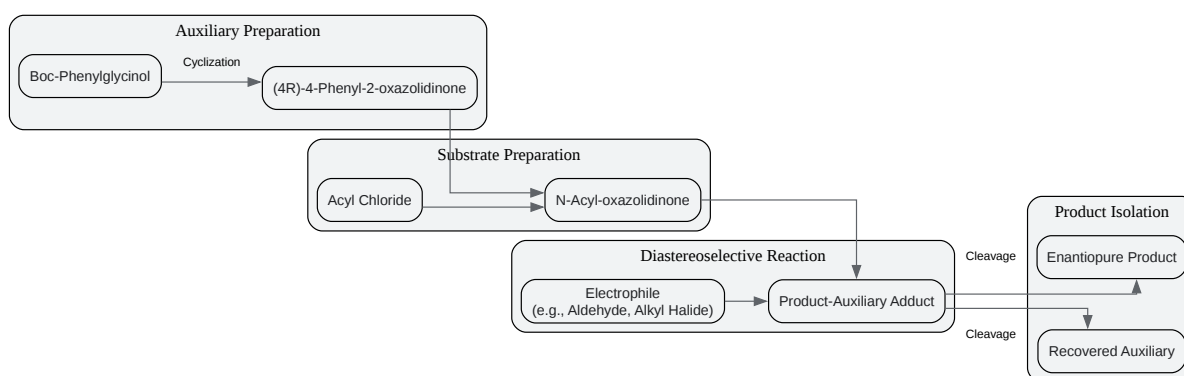 Auxiliary Preparation
Boc-Phenylglycinol
Cyclization
(4R)-4-Phenyl-2-oxazolidinone
Substrate Preparation
Acyl Chloride
N-Acyl-oxazolidinone
Diastereoselective Reaction
Electrophile
(e.g., Aldehyde, Alkyl Halide)
Product-Auxiliary Adduct
Cleavage
Cleavage
Product Isolation
Enantiopure Product
Recovered Auxiliary